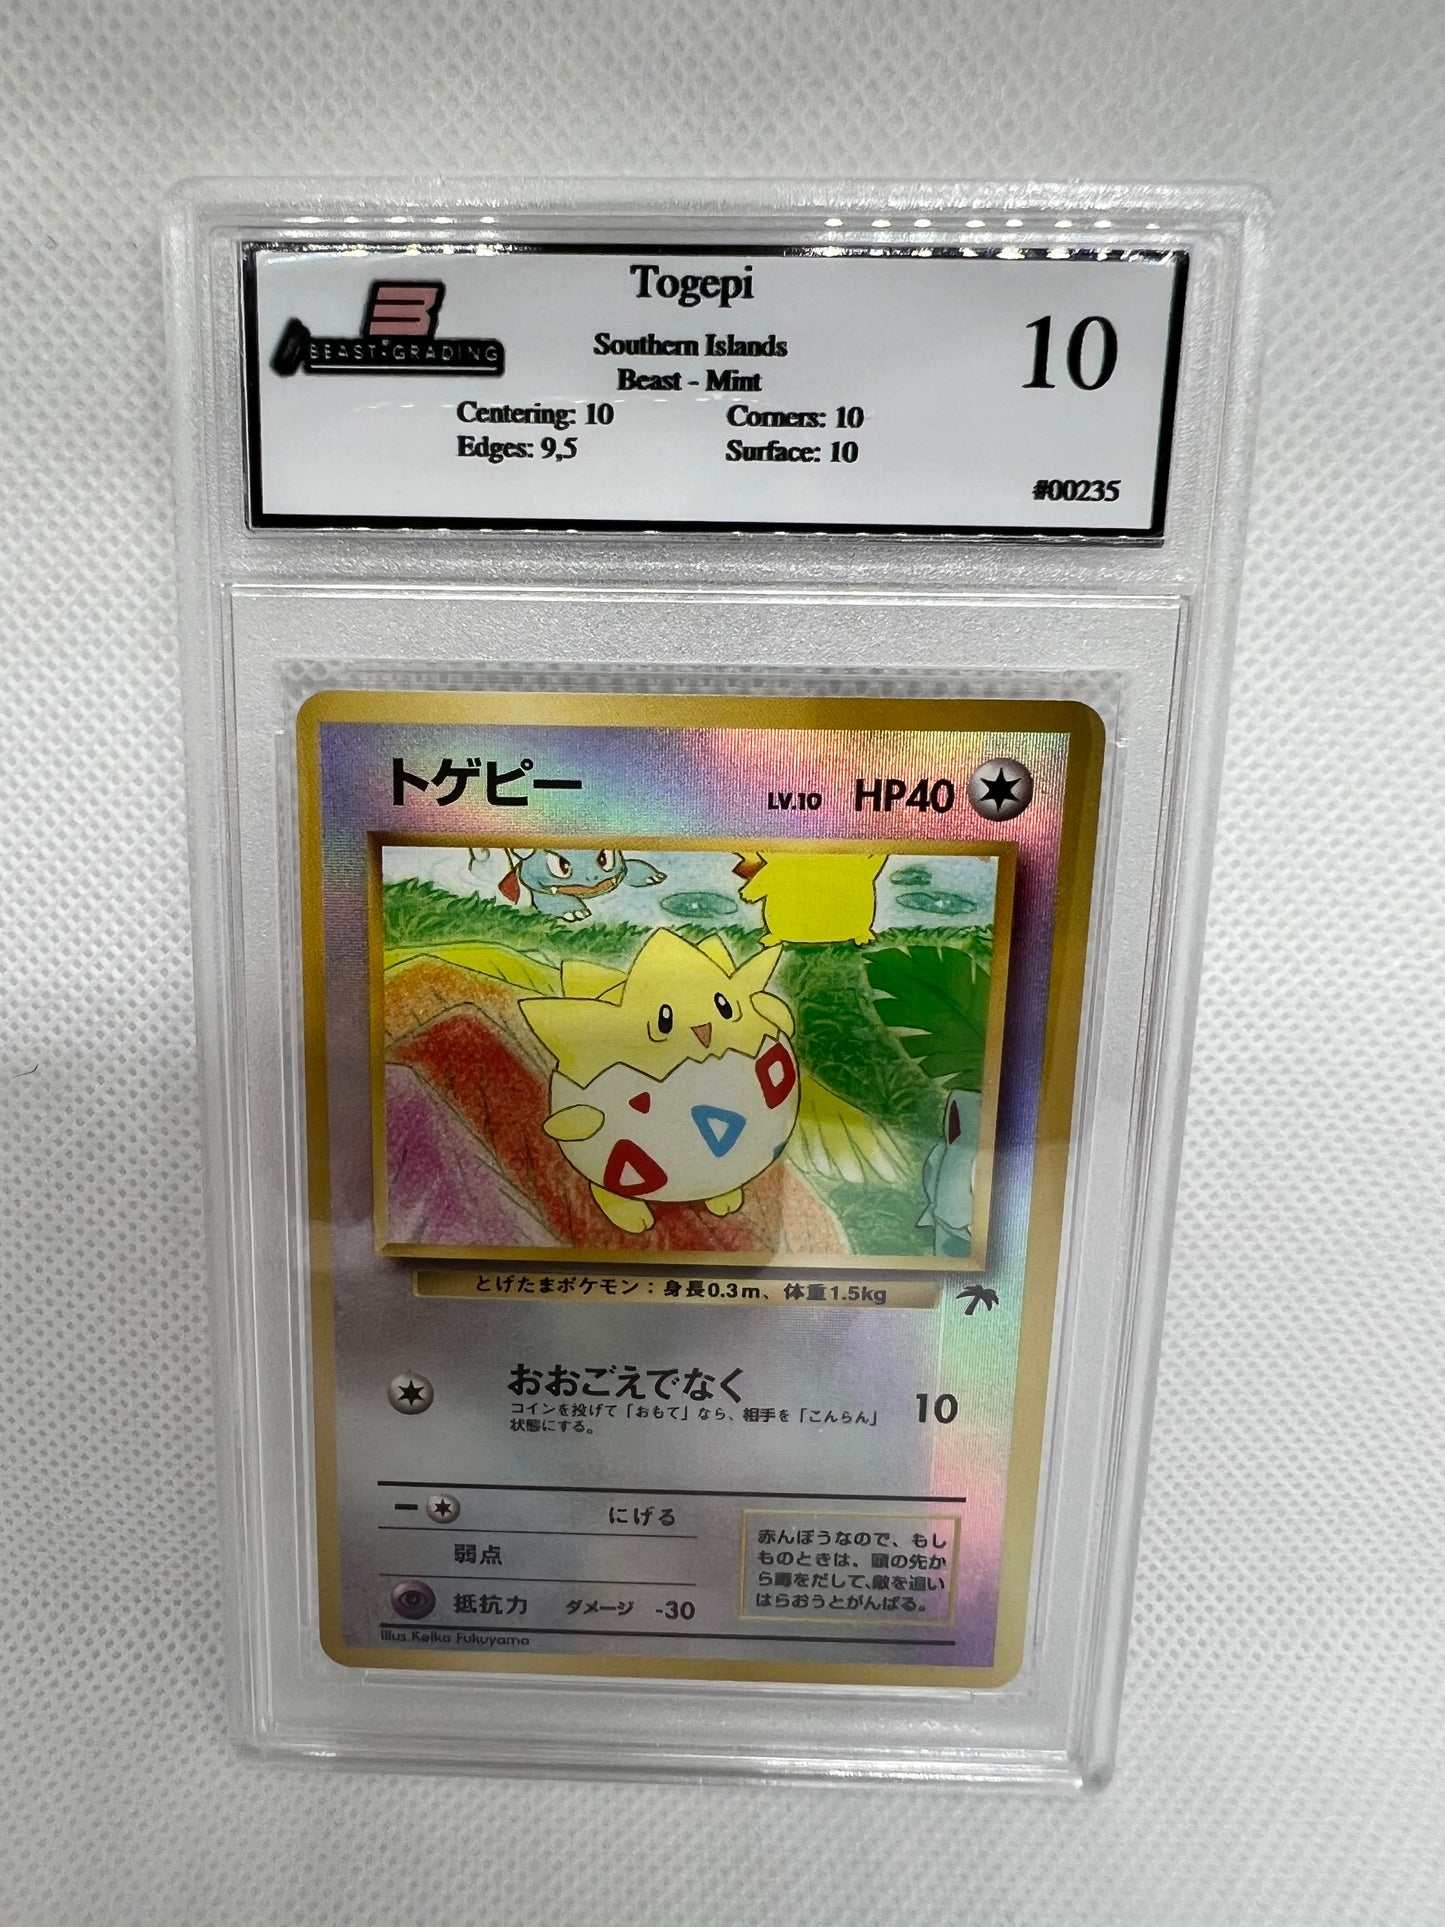 Togepi
BEAST GRADING
Southern Islands
Beast - Mint
10
Centering: 10 Corners: 10
Edges: 9,5 Surface: 10
#00235
トゲピー LV.10 HP40
とげたまポケモン：身長0.3m、体重1.5kg
おおごえでなく 10
コインを投げて「おもて」なら、相手を「こんらん」
状態にする。
ー にげる
弱点
抵抗力 ダメージ -30
赤んぼうなので、もし
ものときは、頭の先か
ら毒をだして、敵を追い
はらおうとがんばる。
Illus. Keika Fukuyama